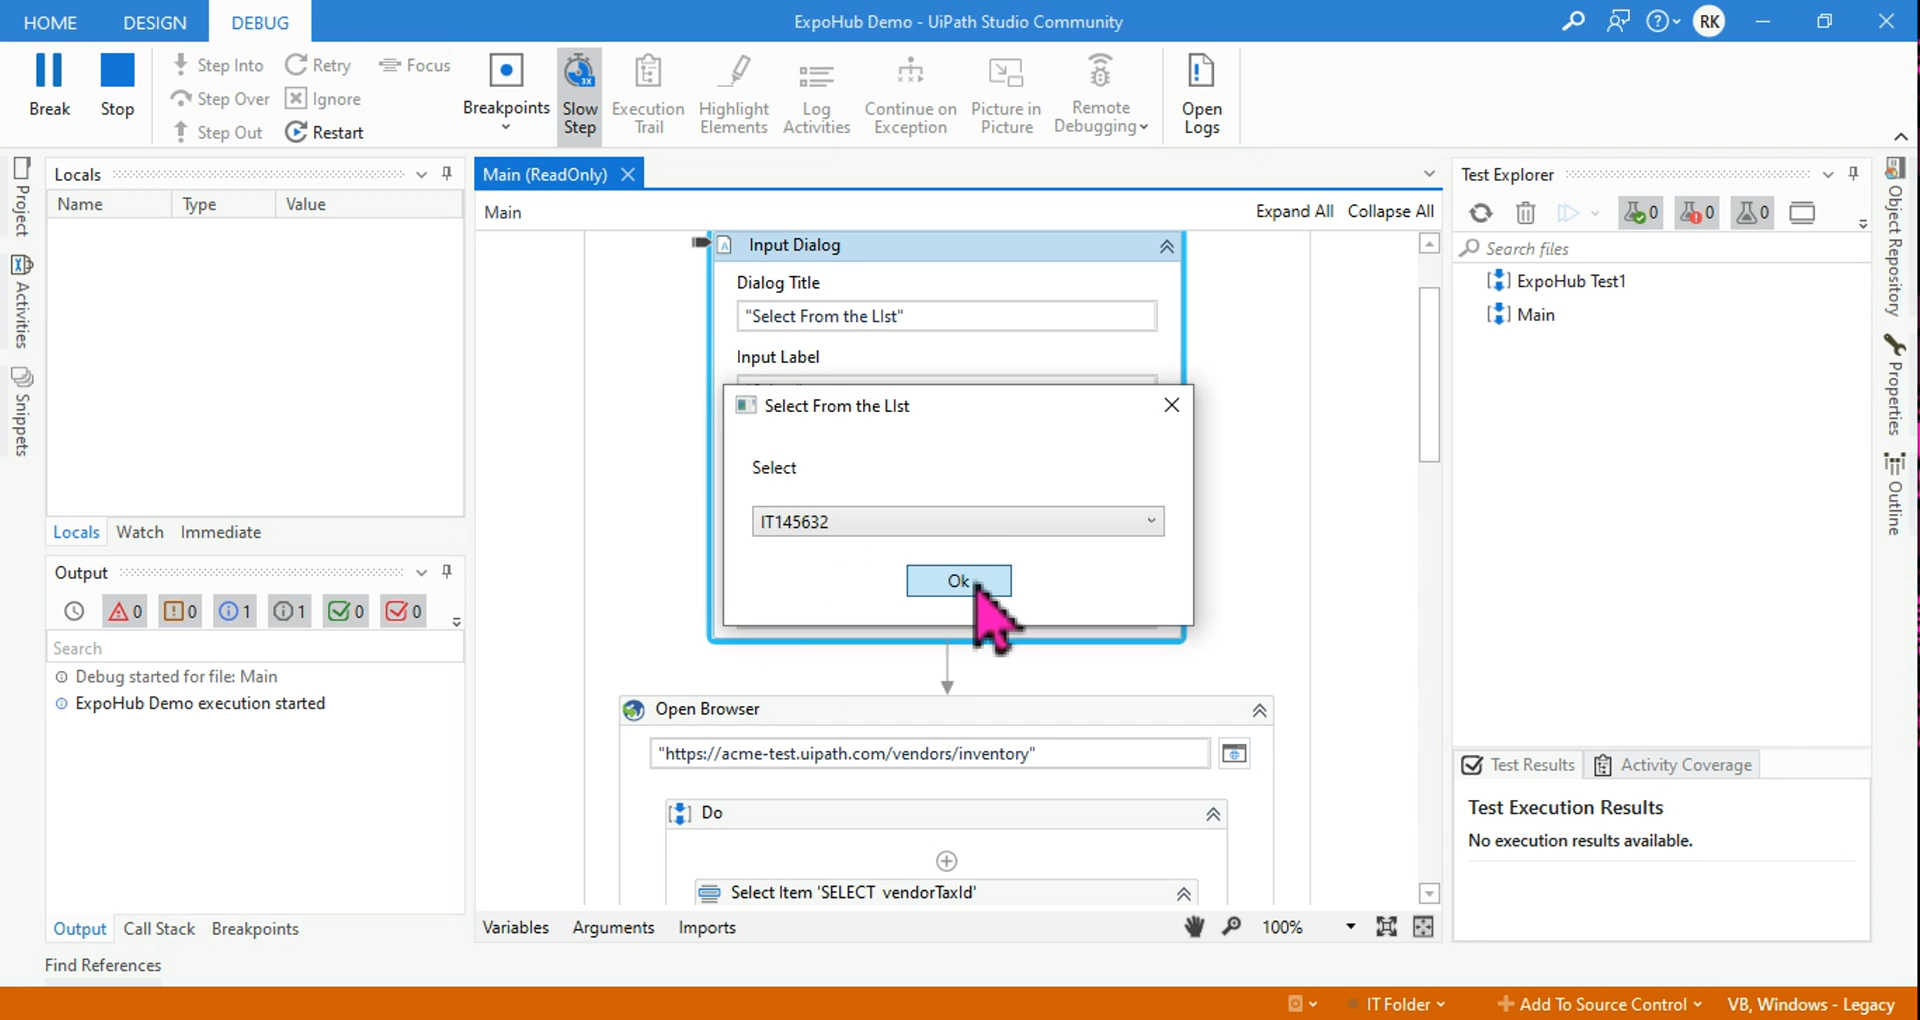 HOME DESIGN DEBUG ExpoHub Demo - UiPath Studio Community RK
Break
Stop
Step Into
Step Over
Step Out
Retry
Ignore
Restart
Focus
Breakpoints
3X
Slow
Step
Execution
Trail
Highlight
Elements
Log
Activities
Continue on
Exception
Picture in
Picture
Remote
Debugging
Open
Logs
Project
Activities
Snippets
Locals
Name Type Value
Locals Watch Immediate
Output
0 0 1 1 0 0
Search
Debug started for file: Main
ExpoHub Demo execution started
Output Call Stack Breakpoints
Find References
Main (ReadOnly)
Main Expand All Collapse All
Input Dialog
Dialog Title
"Select From the LIst"
Input Label
Select From the LIst
Select
IT145632
Ok
Open Browser
"https://acme-test.uipath.com/vendors/inventory"
Do
Select Item 'SELECT vendorTaxId'
Variables Arguments Imports 100%
Test Explorer
0 0 0
Search files
ExpoHub Test1
Main
Test Results Activity Coverage
Test Execution Results
No execution results available.
Object Repository
Properties
Outline
IT Folder Add To Source Control VB, Windows - Legacy